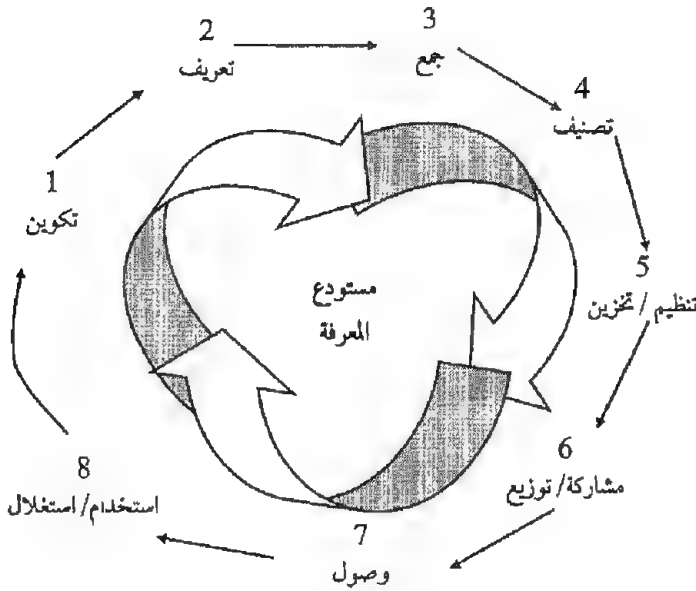 1
تكوين
2
تعريف
3
جمع
4
تصنيف
5
تنظيم / تخزين
6
مشاركة/ توزيع
7
وصول
8
استخدام/ استغلال
مستودع
المعرفة